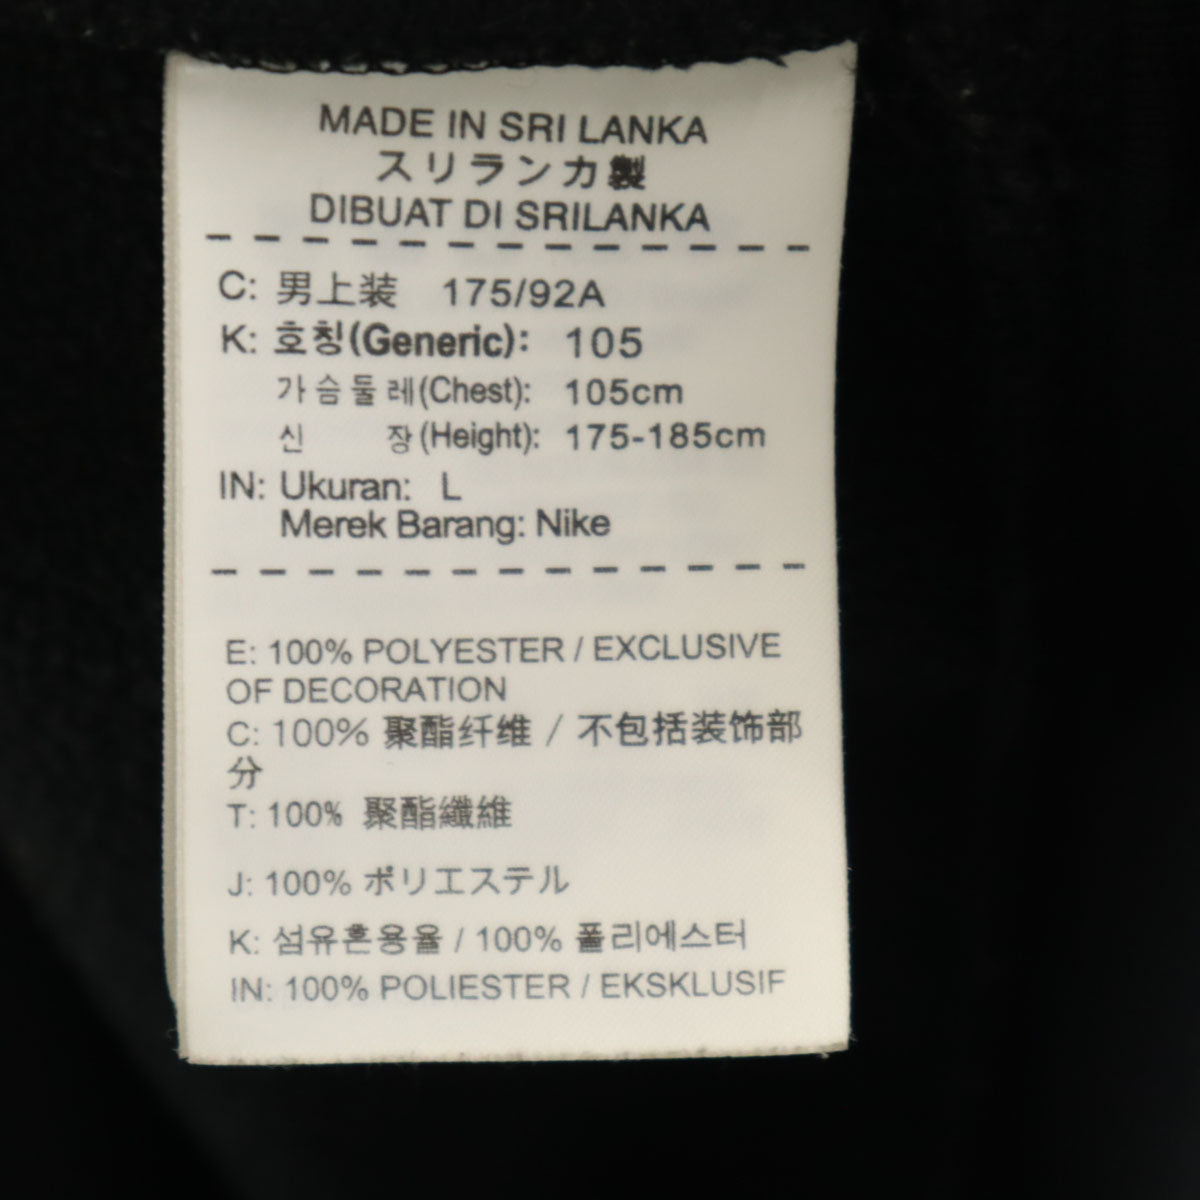 MADE IN SRI LANKA
スリランカ製
DIBUAT DI SRILANKA
C: 男上装 175/92A
K: 호칭(Generic): 105
가슴둘레(Chest): 105cm
신 장(Height): 175-185cm
IN: Ukuran: L
Merek Barang: Nike
E: 100% POLYESTER / EXCLUSIVE
OF DECORATION
C: 100% 聚酯纤维 / 不包括装饰部
分
T: 100% 聚酯纖維
J: 100% ポリエステル
K: 섬유혼용율 / 100% 폴리에스터
IN: 100% POLIESTER / EKSKLUSIF